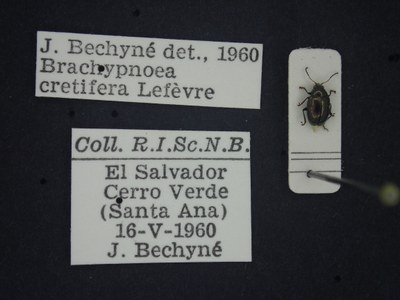 J. Bechyné det., 1960
Brachypnoea
cretifera Lefèvre
Coll. R.I.Sc.N.B.
El Salvador
Cerro Verde
(Santa Ana)
16-V-1960
J. Bechyné